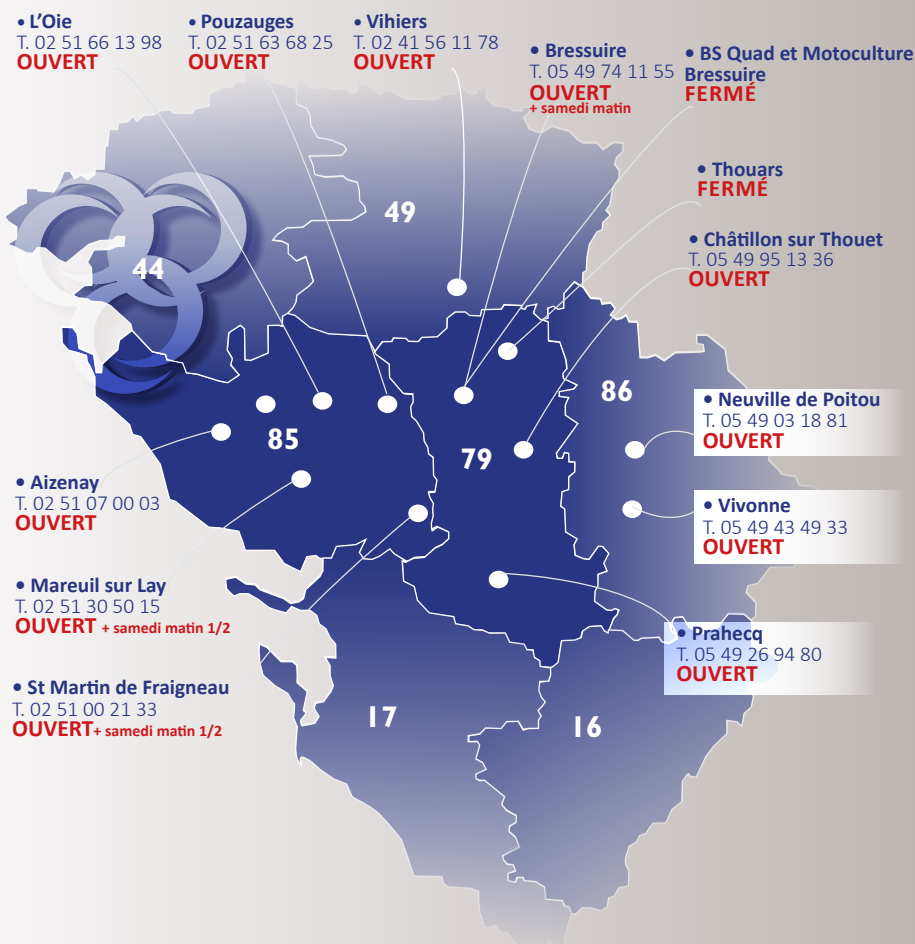 • L'Oie
T. 02 51 66 13 98
OUVERT
• Pouzauges
T. 02 51 63 68 25
OUVERT
• Vihiers
T. 02 41 56 11 78
OUVERT
• Bressuire
T. 05 49 74 11 55
OUVERT
+ samedi matin
• BS Quad et Motoculture
Bressuire
FERMÉ
• Thouars
FERMÉ
• Châtillon sur Thouet
T. 05 49 95 13 36
OUVERT
49
44
86
85
79
• Neuville de Poitou
T. 05 49 03 18 81
OUVERT
• Aizenay
T. 02 51 07 00 03
OUVERT
• Vivonne
T. 05 49 43 49 33
OUVERT
• Mareuil sur Lay
T. 02 51 30 50 15
OUVERT + samedi matin 1/2
• Prahecq
T. 05 49 26 94 80
OUVERT
• St Martin de Fraigneau
T. 02 51 00 21 33
OUVERT + samedi matin 1/2
17
16